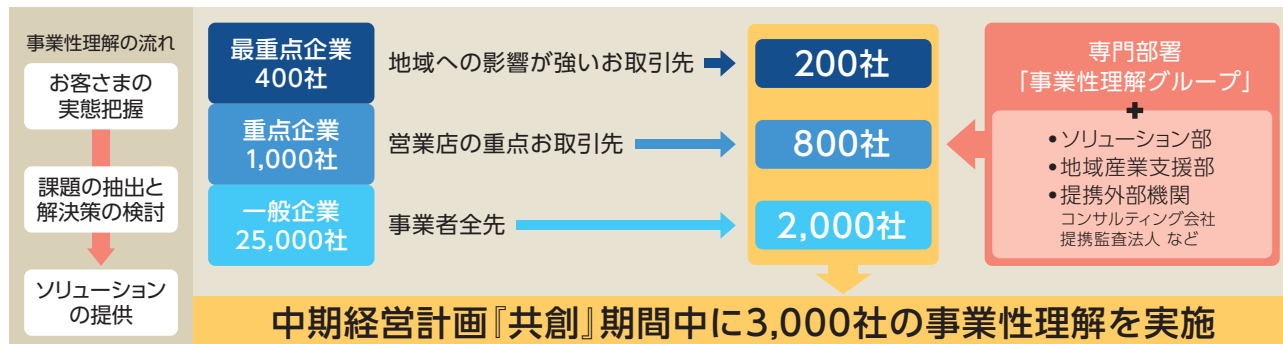 事業性理解の流れ
お客さまの
実態把握
課題の抽出と
解決策の検討
ソリューション
の提供
最重点企業
400社
地域への影響が強いお取引先
200社
重点企業
1,000社
営業店の重点お取引先
800社
一般企業
25,000社
事業者全先
2,000社
専門部署
「事業性理解グループ」
+
•ソリューション部
•地域産業支援部
•提携外部機関
コンサルティング会社
提携監査法人 など
中期経営計画『共創』期間中に3,000社の事業性理解を実施